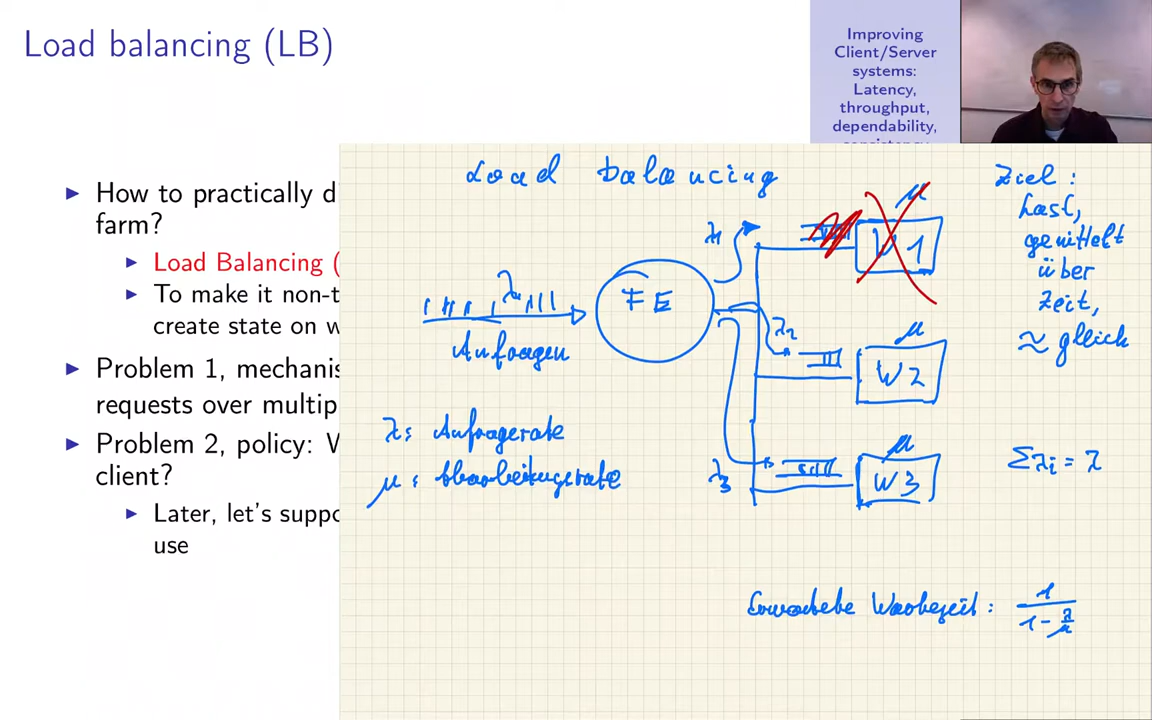 Load balancing (LB)
Improving
Client/Server
systems:
Latency,
throughput,
dependability,
consistency
How to practically d
farm?
Load Balancing (
To make it non-t
create state on w
Problem 1, mechanis
requests over multip
Problem 2, policy: W
client?
Later, let's suppo
use
Load balancing
Ziel:
Last,
gemittelt
über
Zeit,
≈ gleich
λ
Anfragen
FE
λ1
μ
W1
λ2
μ
W2
λ3
μ
W3
λ: Anfragerate
μ: Abarbeitungsrate
Σλi = λ
Erwartete Wartezeit: 1 / (1 - λ/μ)